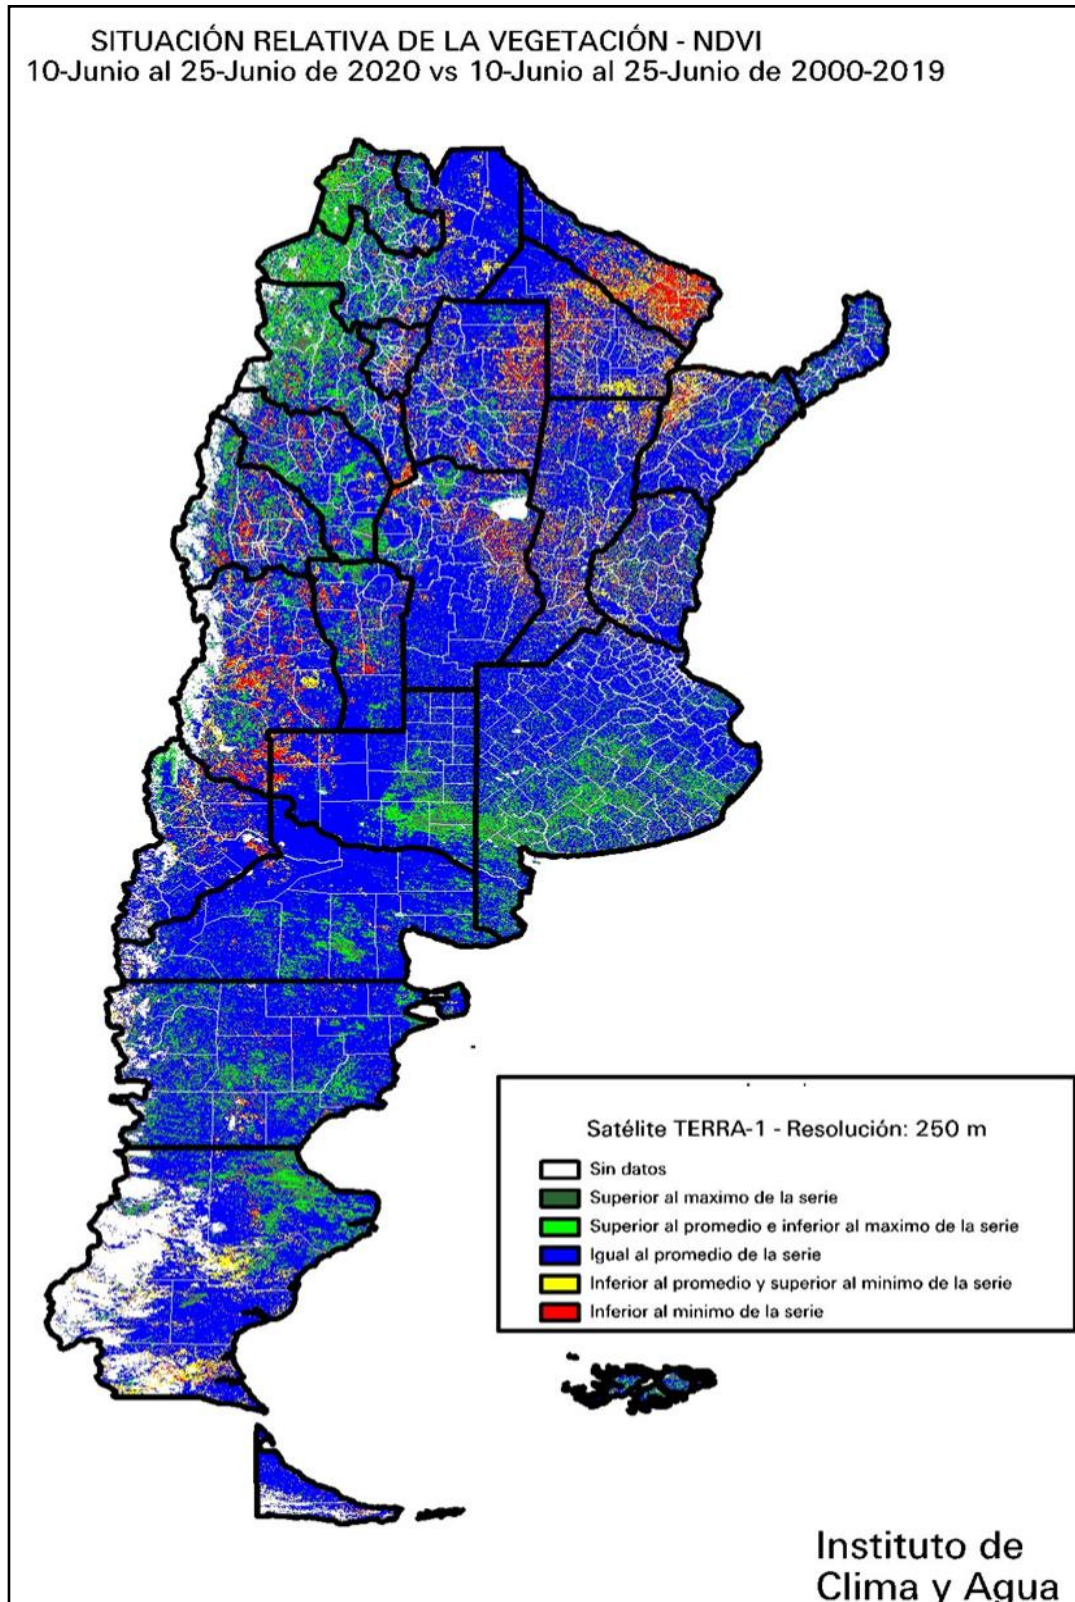 SITUACIÓN RELATIVA DE LA VEGETACIÓN - NDVI
10-Junio al 25-Junio de 2020 vs 10-Junio al 25-Junio de 2000-2019
Satélite TERRA-1 - Resolución: 250 m
Sin datos
Superior al maximo de la serie
Superior al promedio e inferior al maximo de la serie
Igual al promedio de la serie
Inferior al promedio y superior al minimo de la serie
Inferior al minimo de la serie
Instituto de
Clima y Agua